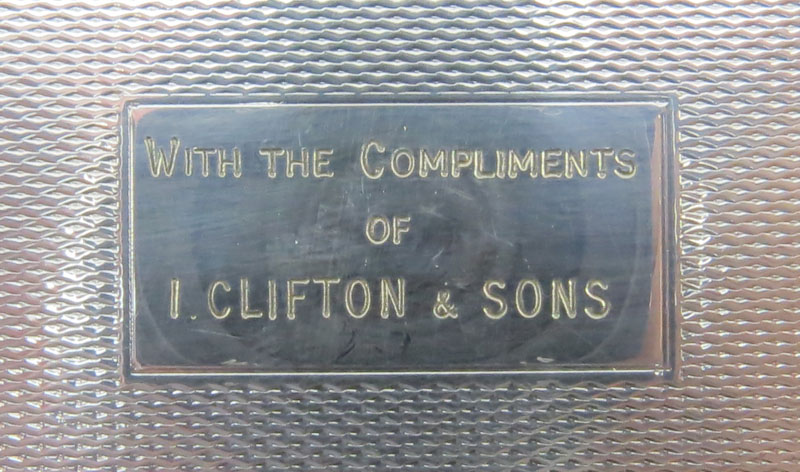 WITH THE COMPLIMENTS
OF
I. CLIFTON & SONS